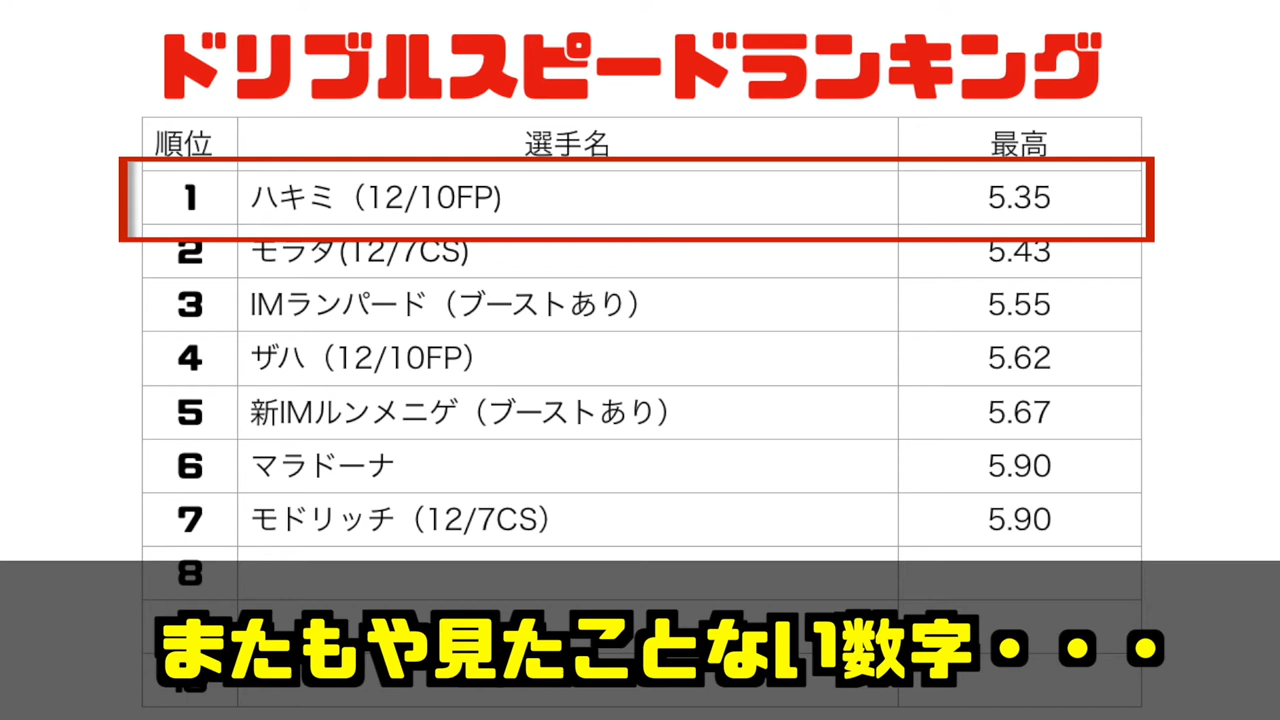 ドリブルスピードランキング
順位 選手名 最高
1 ハキミ（12/10FP) 5.35
2 モラタ(12/7CS) 5.43
3 IMランパード（ブーストあり） 5.55
4 ザハ（12/10FP） 5.62
5 新IMルンメニゲ（ブーストあり） 5.67
6 マラドーナ 5.90
7 モドリッチ（12/7CS） 5.90
8
またもや見たことない数字・・・